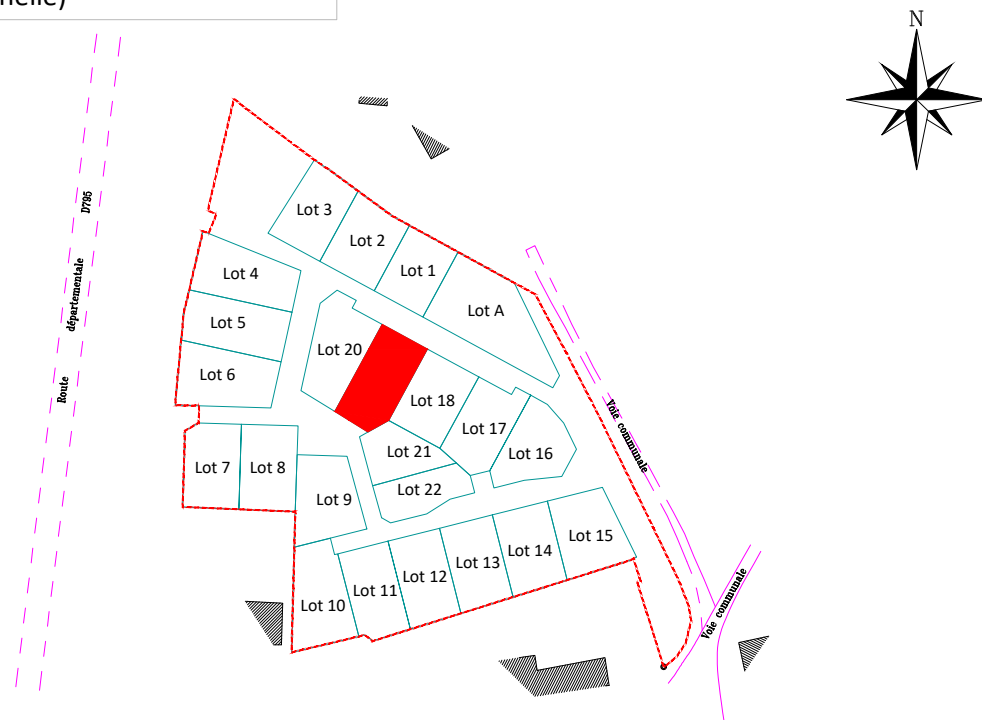 nelle)
N
Lot 3
Lot 2
Lot 1
Lot A
Lot 4
Lot 5
Lot 6
Lot 20
Lot 18
Lot 17
Lot 16
Lot 21
Lot 22
Lot 7
Lot 8
Lot 9
Lot 10
Lot 11
Lot 12
Lot 13
Lot 14
Lot 15
Route départementale D795
Voie communale
Voie communale